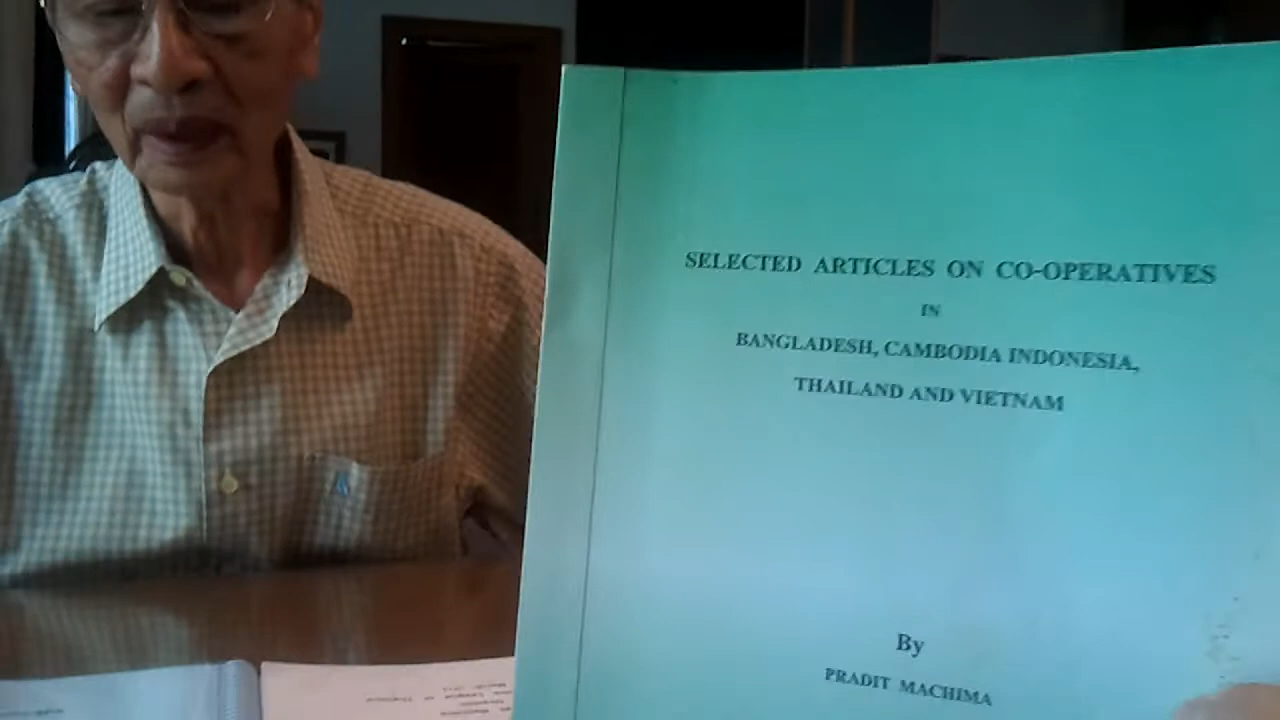 SELECTED ARTICLES ON CO-OPERATIVES
IN
BANGLADESH, CAMBODIA INDONESIA,
THAILAND AND VIETNAM
By
PRADIT MACHIMA